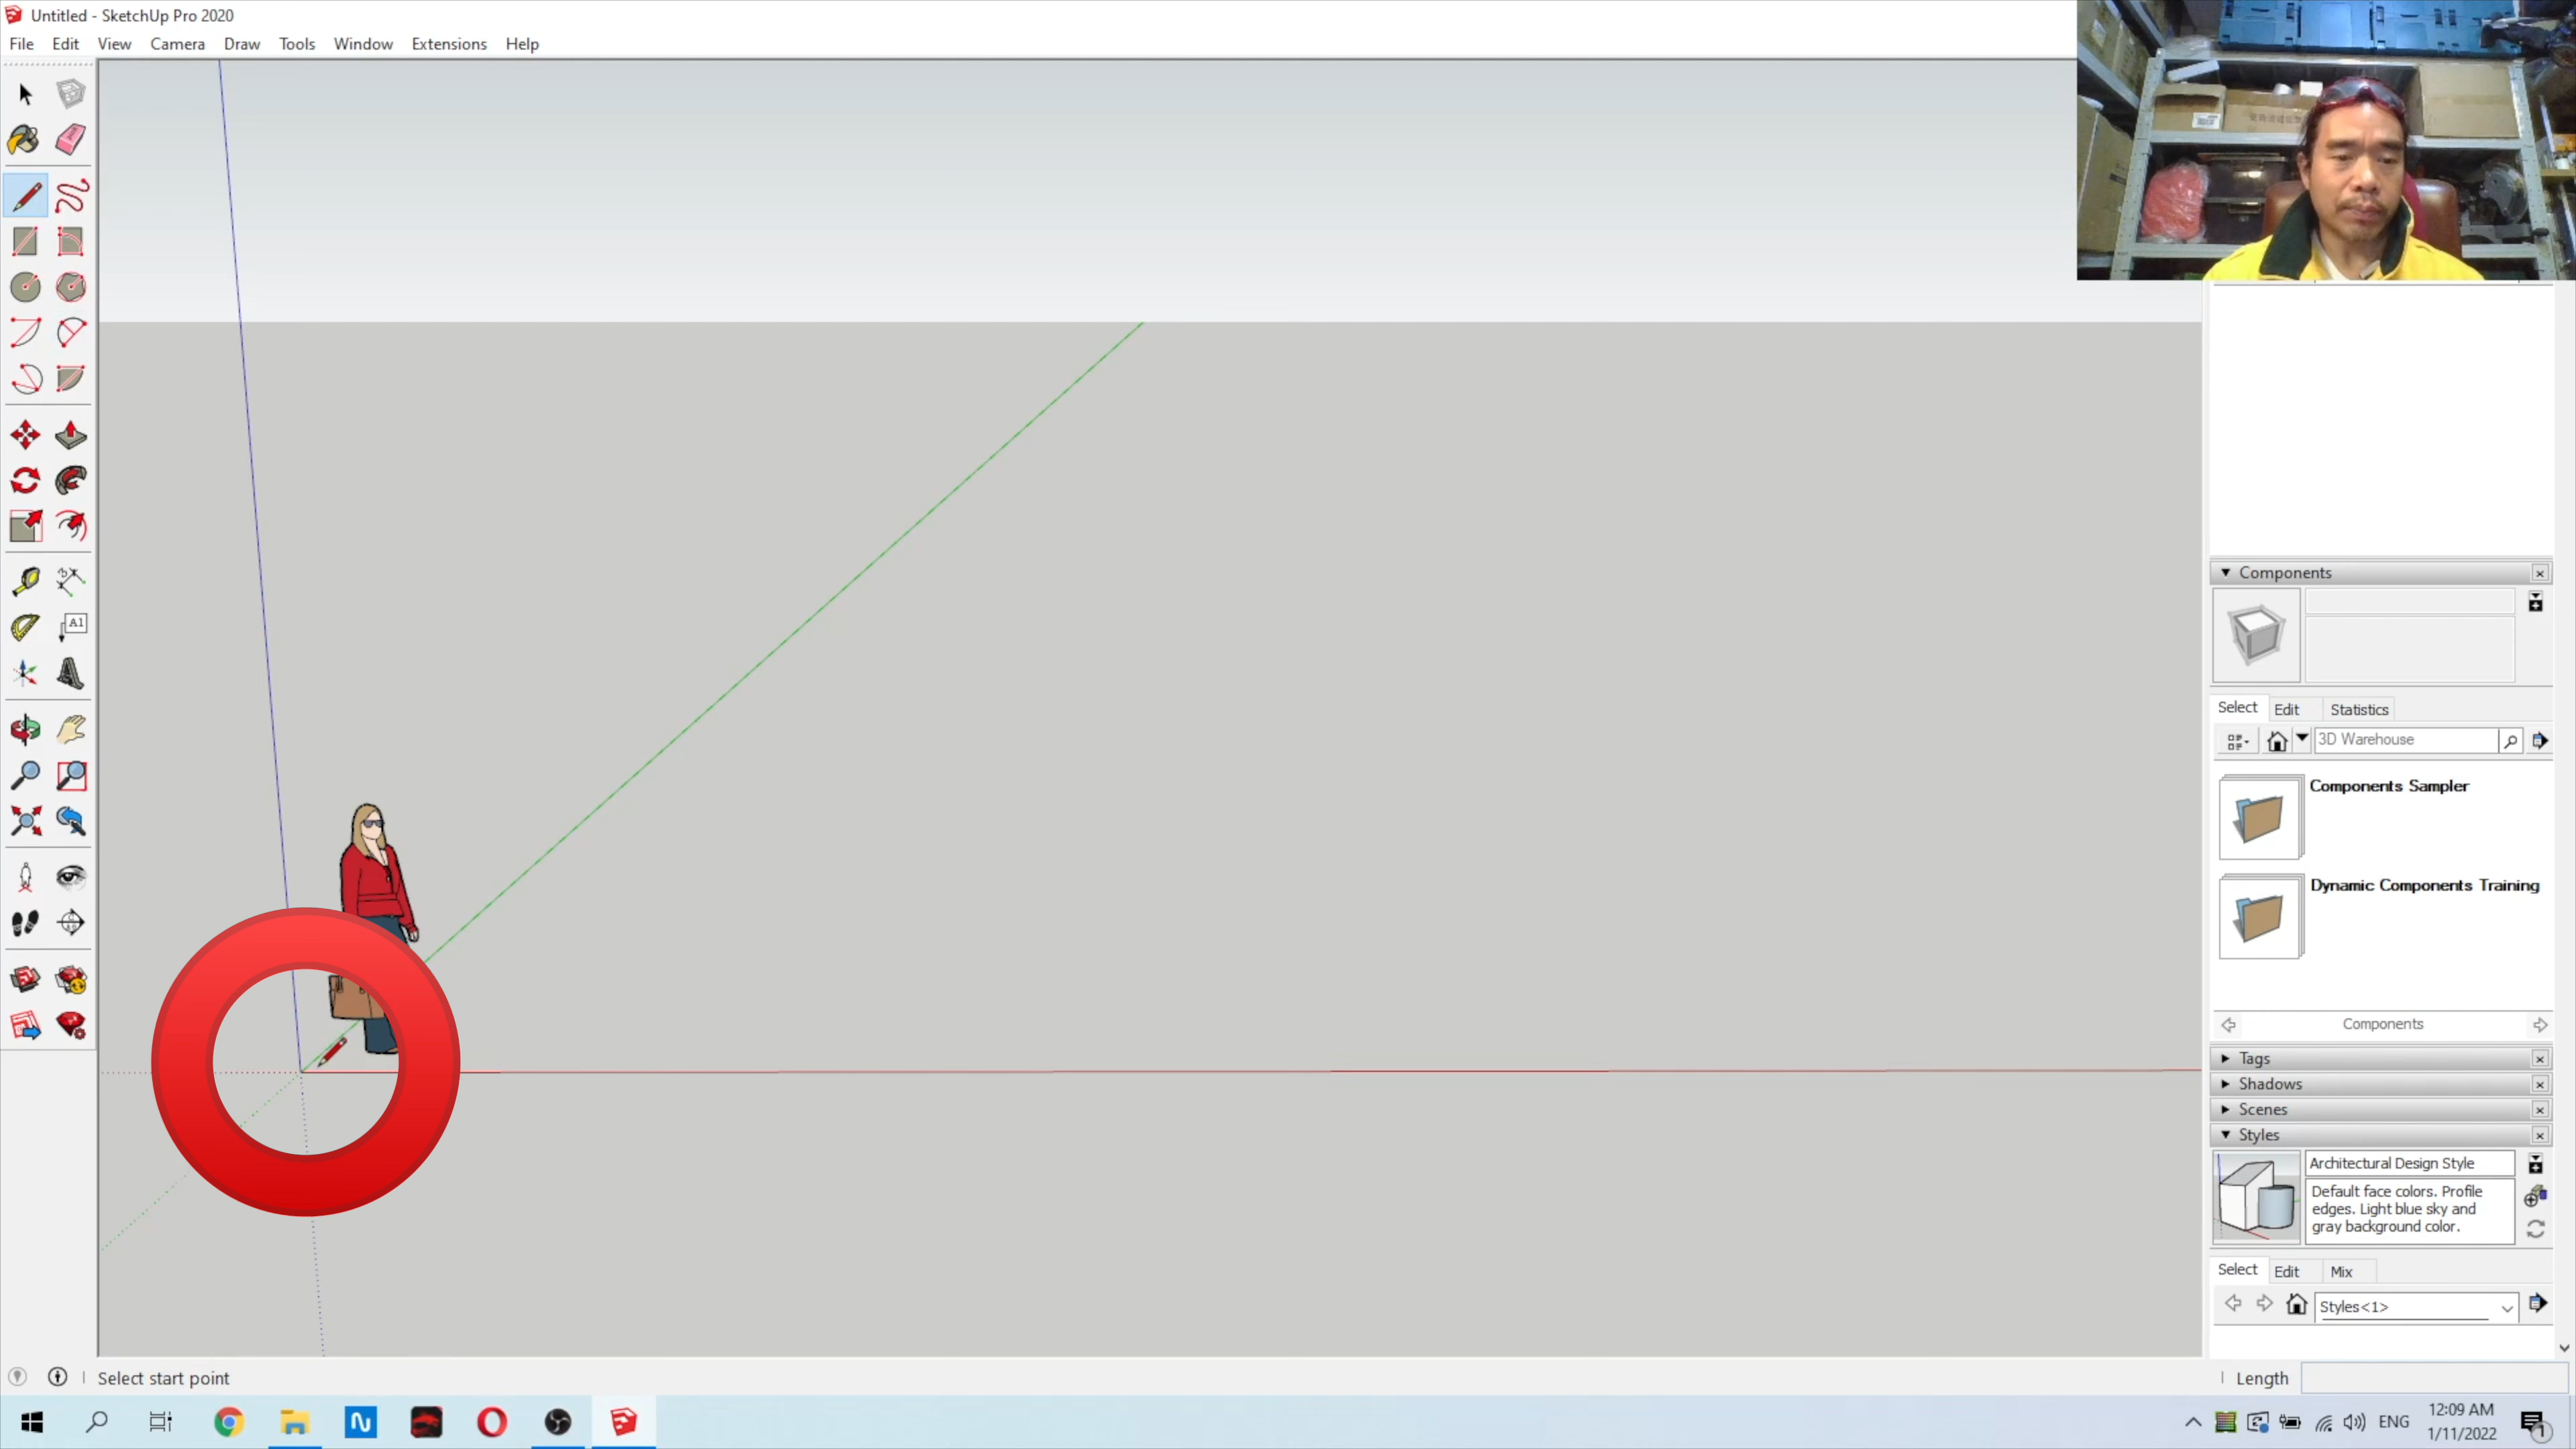 Untitled - SketchUp Pro 2020
File Edit View Camera Draw Tools Window Extensions Help
A1
Components
Select Edit Statistics
3D Warehouse
Components Sampler
Dynamic Components Training
Components
Tags
Shadows
Scenes
Styles
Architectural Design Style
Default face colors. Profile
edges. Light blue sky and
gray background color.
Select Edit Mix
Styles<1>
Select start point
Length
ENG
12:09 AM
1/11/2022
1